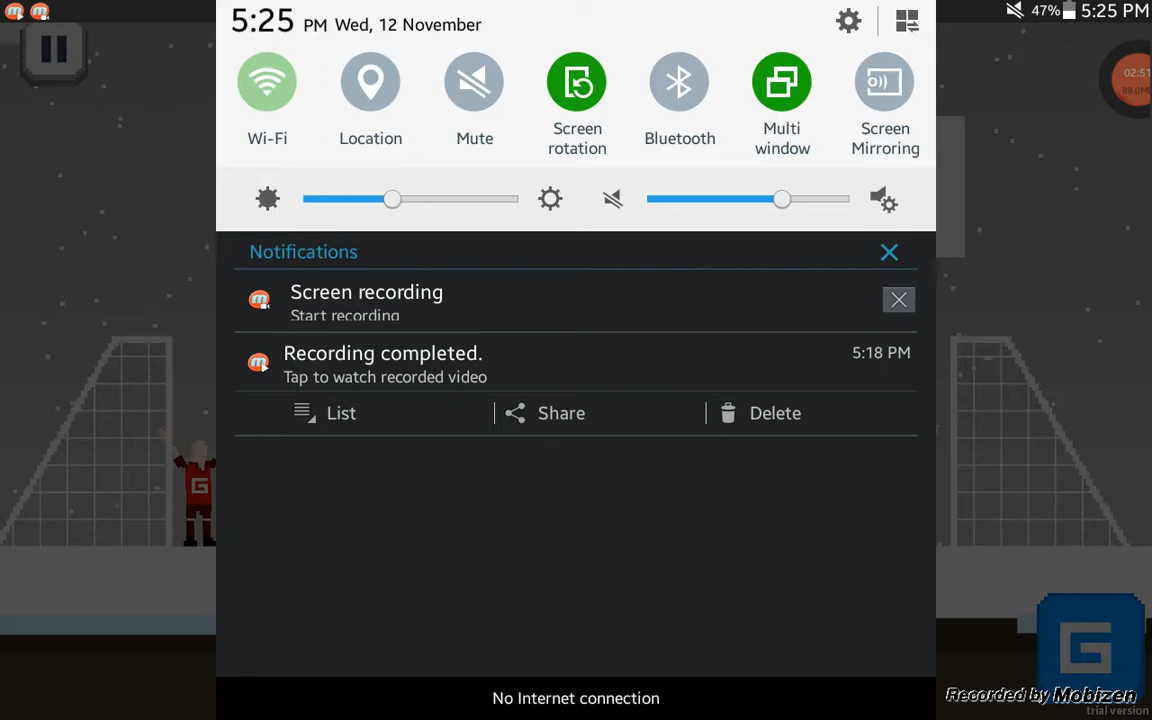 5:25 PM Wed, 12 November
47% 5:25 PM
02:51
Wi-Fi
Location
Mute
Screen rotation
Bluetooth
Multi window
Screen Mirroring
Notifications
Screen recording
Start recording
Recording completed.
5:18 PM
Tap to watch recorded video
List
Share
Delete
G
G
No Internet connection
Recorded by Mobizen
trial version